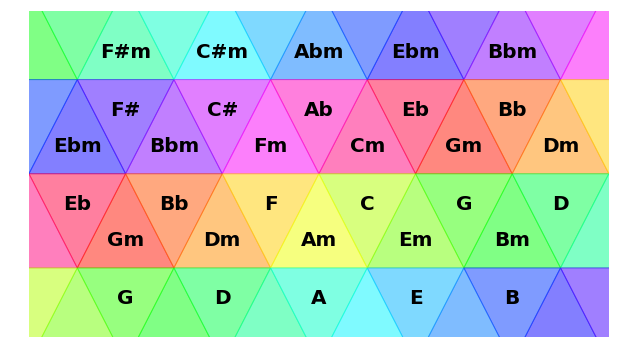 F#m C#m Abm Ebm Bbm
F# C# Ab Eb Bb
Ebm Bbm Fm Cm Gm Dm
Eb Bb F C G D
Gm Dm Am Em Bm
G D A E B